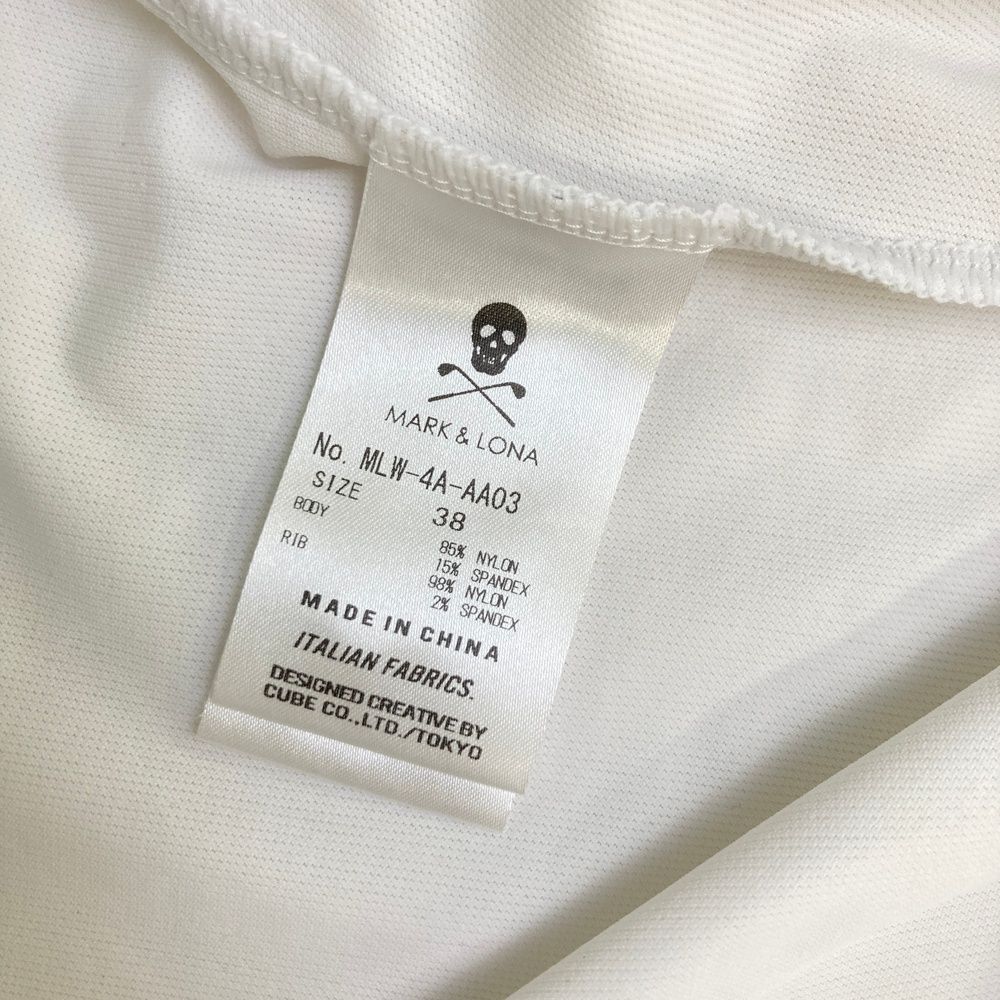 MARK & LONA
No. MLW-4A-AA03
SIZE 38
BODY 85% NYLON
15% SPANDEX
RIB 98% NYLON
2% SPANDEX
MADE IN CHINA
ITALIAN FABRICS.
DESIGNED CREATIVE BY
CUBE CO.,LTD./TOKYO